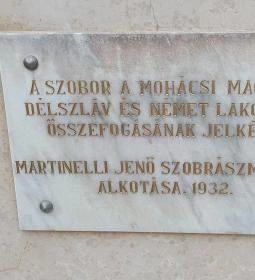 A SZOBOR A MOHÁCSI
DÉLSZLÁV ÉS NÉMET
ÖSSZEFOGÁSÁNAK
MARTINELLI JENŐ
ALKOTÁSA. 1932.